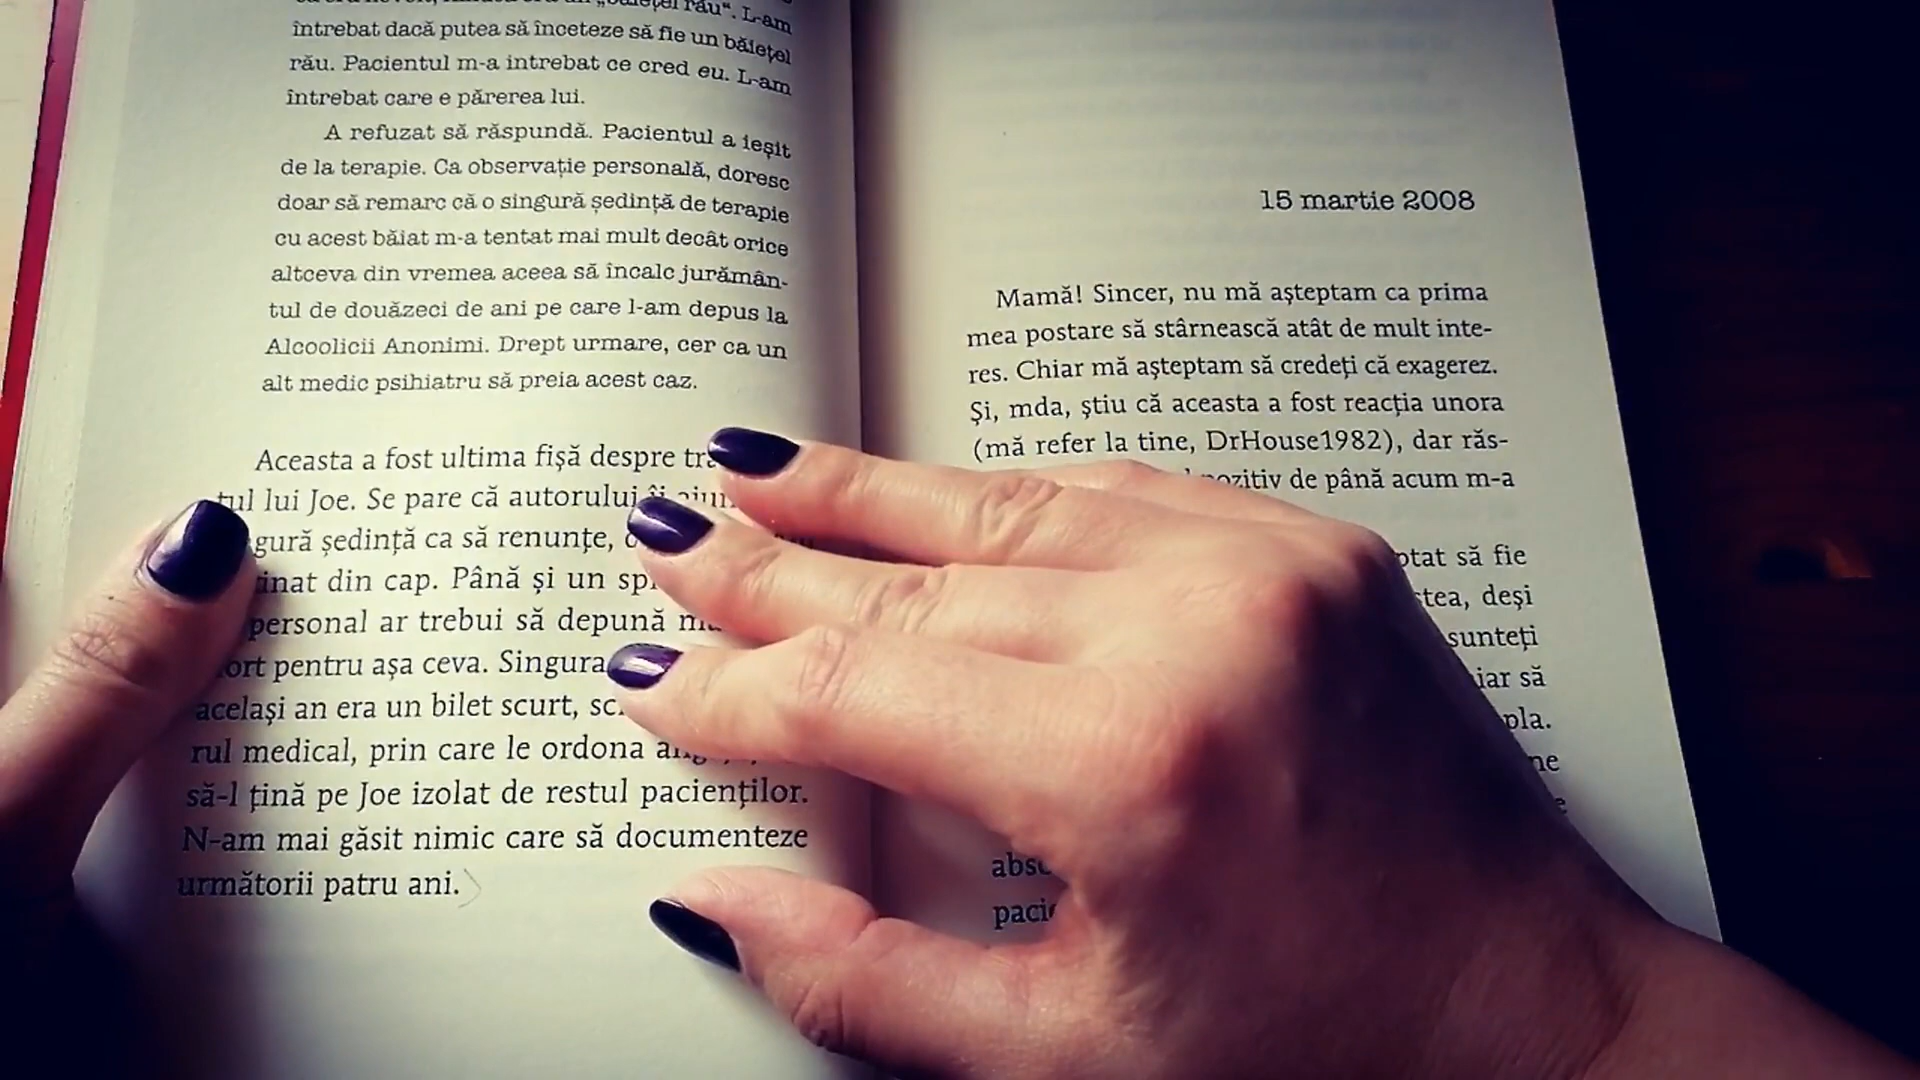 „băiețel rău“. L-am
întrebat dacă putea să înceteze să fie un băiețel
rău. Pacientul m-a intrebat ce cred eu. L-am
întrebat care e părerea lui.
A refuzat să răspundă. Pacientul a ieșit
de la terapie. Ca observație personală, doresc
doar să remarc că o singură ședință de terapie
cu acest băiat m-a tentat mai mult decât orice
altceva din vremea aceea să încalc jurămân-
tul de douăzeci de ani pe care l-am depus la
Alcoolicii Anonimi. Drept urmare, cer ca un
alt medic psihiatru să preia acest caz.
Aceasta a fost ultima fișă despre
tul lui Joe. Se pare că autorului îi
gură ședință ca să renunțe,
din cap. Până și un
personal ar trebui să depună
pentru așa ceva. Singura
același an era un bilet scurt,
rul medical, prin care le ordona
să-l țină pe Joe izolat de restul pacienților.
N-am mai găsit nimic care să documenteze
următorii patru ani.
15 martie 2008
Mamă! Sincer, nu mă așteptam ca prima
mea postare să stârnească atât de mult inte-
res. Chiar mă așteptam să credeți că exagerez.
Și, mda, știu că aceasta a fost reacția unora
(mă refer la tine, DrHouse1982), dar răs-
pozitiv de până acum m-a
să fie
deși
sunteți
să